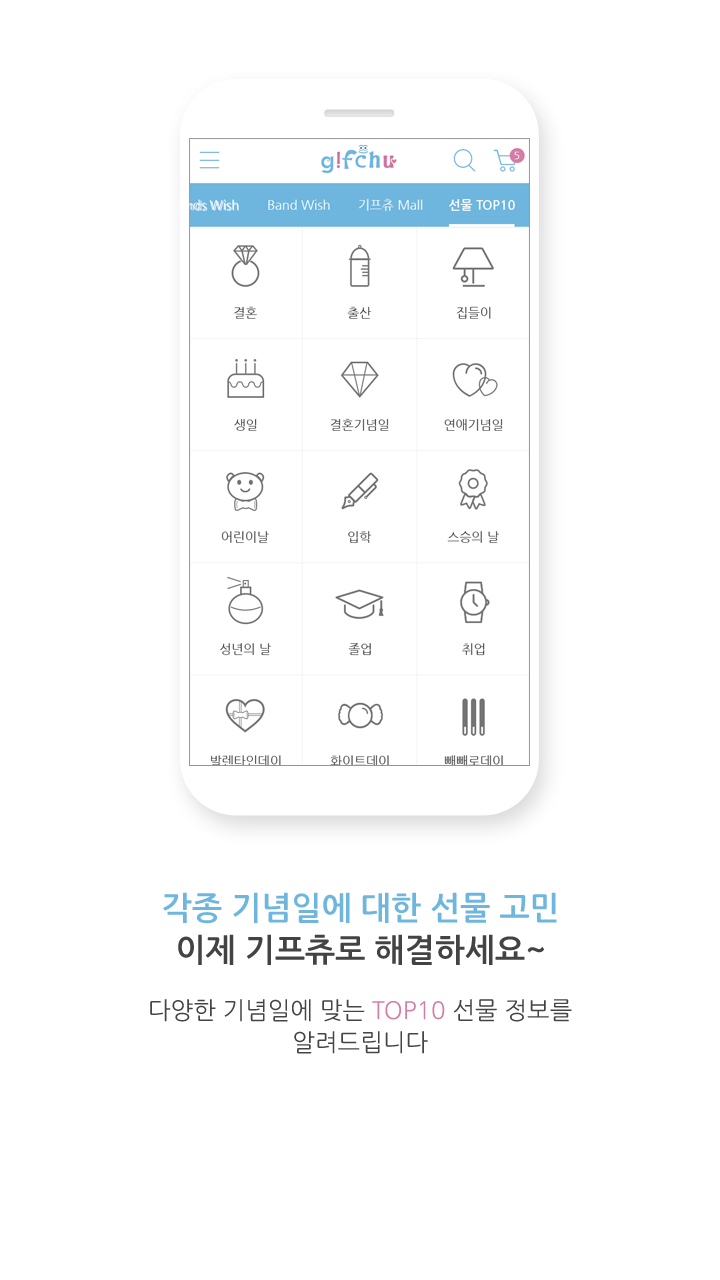 gifchu
5
nds Wish
Band Wish
기프츄 Mall
선물 TOP10
결혼
출산
집들이
생일
결혼기념일
연애기념일
어린이날
입학
스승의 날
성년의 날
졸업
취업
발렌타인데이
화이트데이
빼빼로데이
각종 기념일에 대한 선물 고민
이제 기프츄로 해결하세요~
다양한 기념일에 맞는 TOP10 선물 정보를
알려드립니다